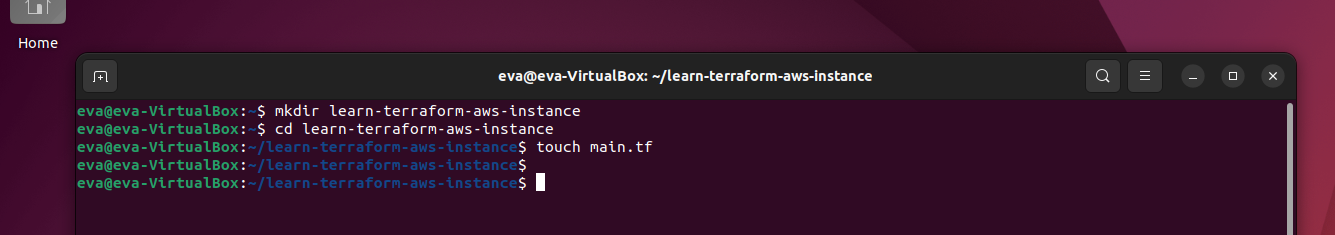 Home
eva@eva-VirtualBox: ~/learn-terraform-aws-instance
eva@eva-VirtualBox:~$ mkdir learn-terraform-aws-instance
eva@eva-VirtualBox:~$ cd learn-terraform-aws-instance
eva@eva-VirtualBox:~/learn-terraform-aws-instance$ touch main.tf
eva@eva-VirtualBox:~/learn-terraform-aws-instance$
eva@eva-VirtualBox:~/learn-terraform-aws-instance$